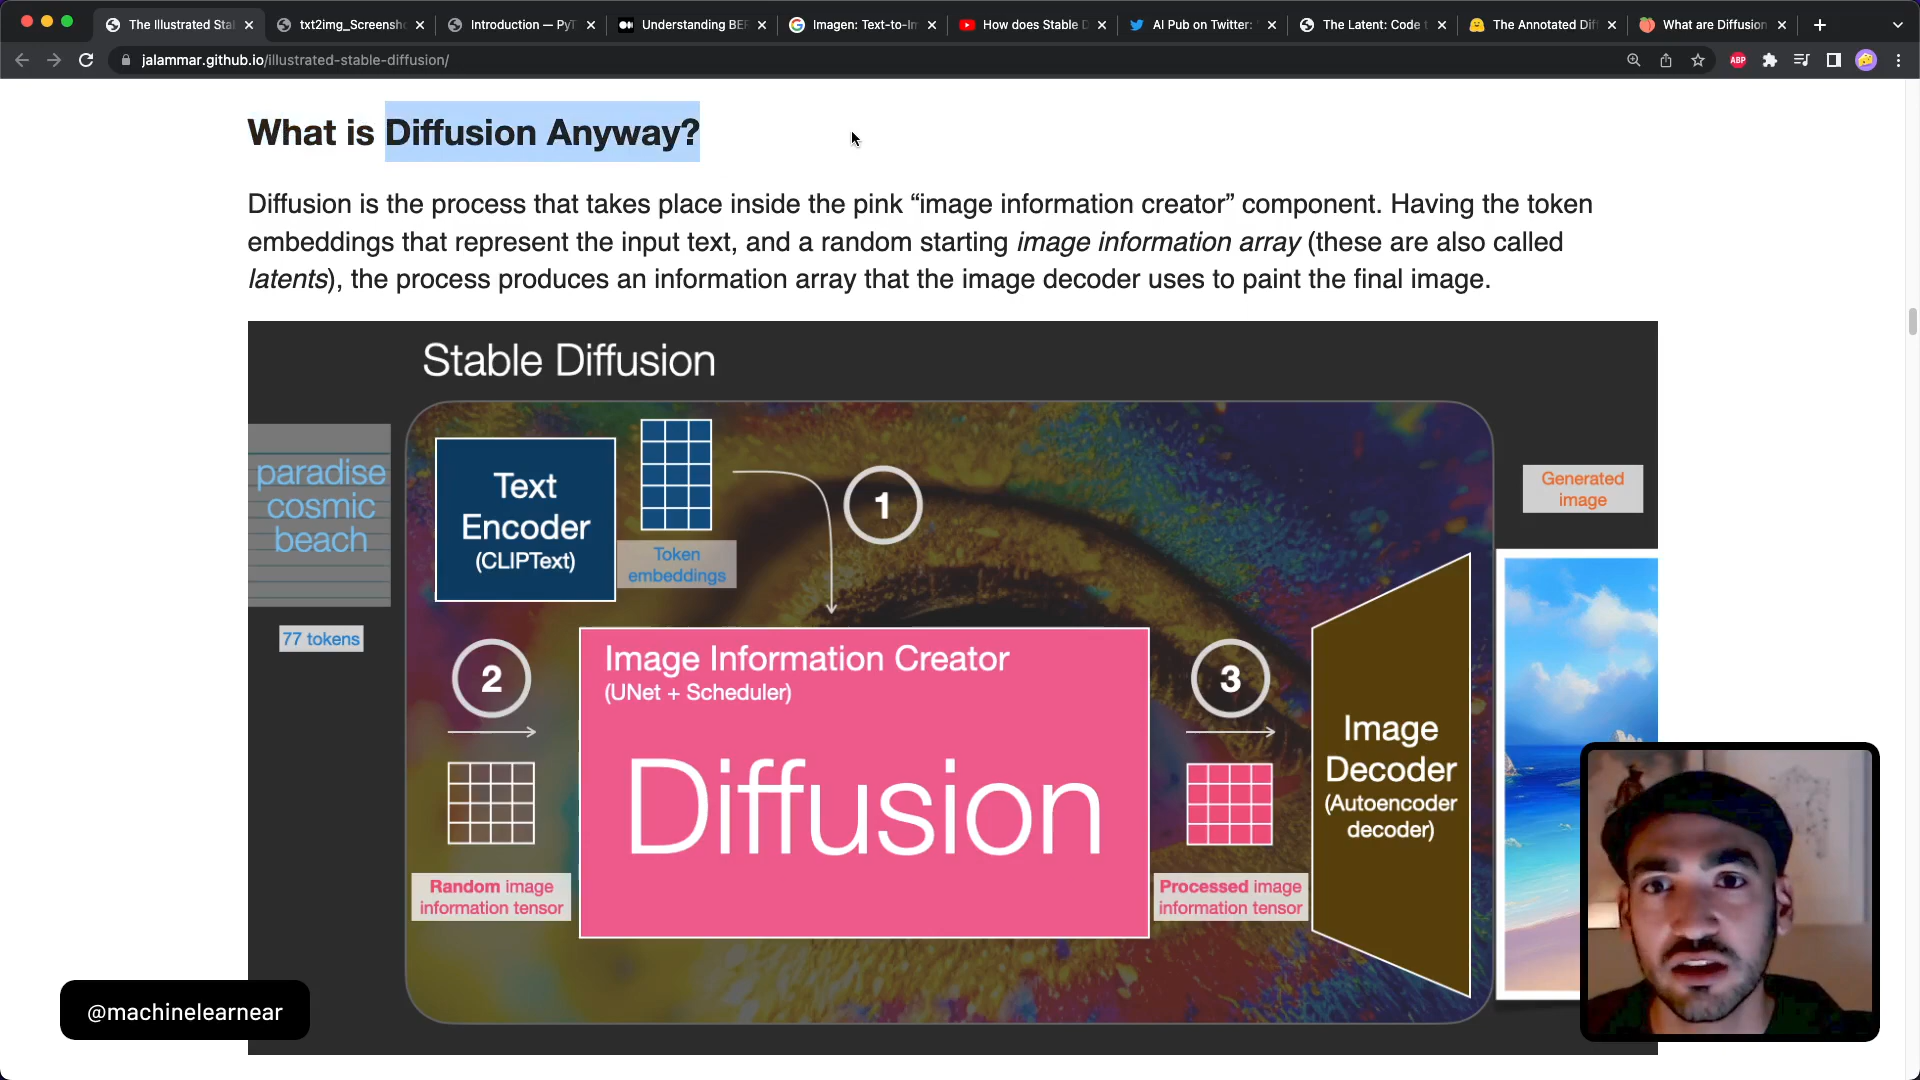 The Illustrated Sta
txt2img_Screensh
Introduction — PyT
Understanding BER
Imagen: Text-to-Im
How does Stable D
AI Pub on Twitter:
The Latent: Code t
The Annotated Diff
What are Diffusion
jalammar.github.io/illustrated-stable-diffusion/
ABP
What is Diffusion Anyway?
Diffusion is the process that takes place inside the pink “image information creator” component. Having the token
embeddings that represent the input text, and a random starting image information array (these are also called
latents), the process produces an information array that the image decoder uses to paint the final image.
Stable Diffusion
paradise
cosmic
beach
77 tokens
Text
Encoder
(CLIPText)
Token
embeddings
1
Generated
image
2
Image Information Creator
(UNet + Scheduler)
Diffusion
3
Image
Decoder
(Autoencoder
decoder)
Random image
information tensor
Processed image
information tensor
@machinelearnear